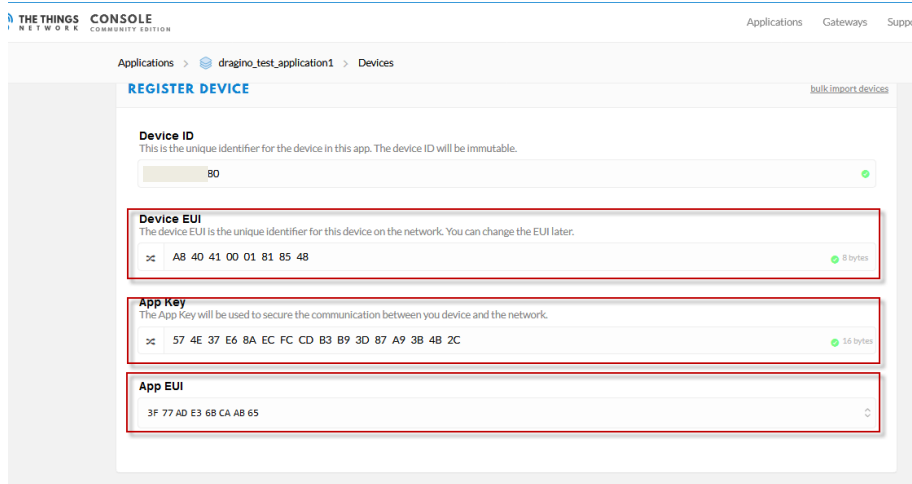 THE THINGS
NETWORK
CONSOLE
COMMUNITY EDITION
Applications Gateways
Applications > dragino_test_application1 > Devices
REGISTER DEVICE
bulk import devices
Device ID
This is the unique identifier for the device in this app. The device ID will be immutable.
80
Device EUI
The device EUI is the unique identifier for this device on the network. You can change the EUI later.
A8 40 41 00 01 81 85 48 8 bytes
App Key
The App Key will be used to secure the communication between you device and the network.
57 4E 37 E6 8A EC FC CD B3 B9 3D 87 A9 3B 4B 2C 16 bytes
App EUI
3F 77 AD E3 6B CA AB 65